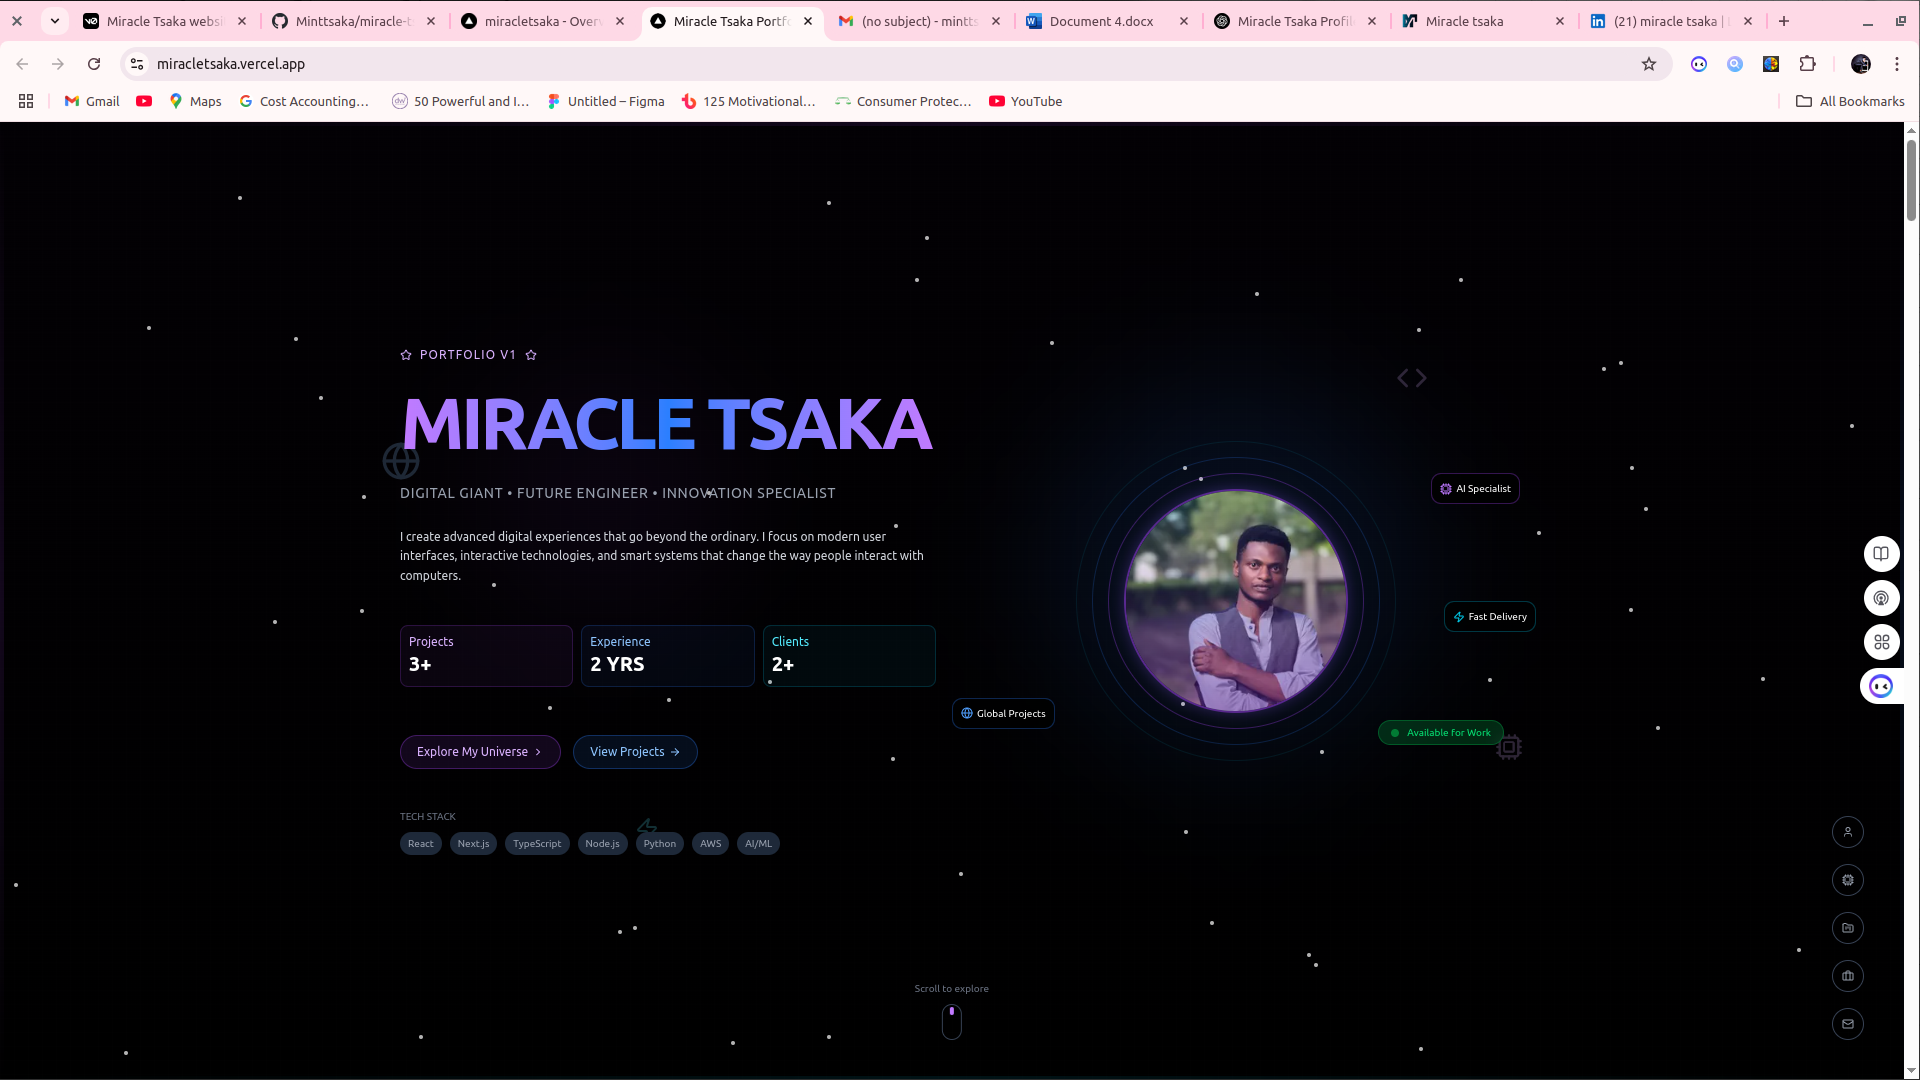 Miracle Tsaka websi
Minttsaka/miracle-t
miracletsaka - Over
Miracle Tsaka Portfo
(no subject) - mintts
Document 4.docx
Miracle Tsaka Profil
Miracle tsaka
(21) miracle tsaka |
miracletsaka.vercel.app
Gmail
Maps
Cost Accounting...
50 Powerful and I...
Untitled – Figma
125 Motivational...
Consumer Protec...
YouTube
All Bookmarks
PORTFOLIO V1
MIRACLE TSAKA
DIGITAL GIANT • FUTURE ENGINEER • INNOVATION SPECIALIST
I create advanced digital experiences that go beyond the ordinary. I focus on modern user
interfaces, interactive technologies, and smart systems that change the way people interact with
computers.
Projects
3+
Experience
2 YRS
Clients
2+
Explore My Universe
View Projects
TECH STACK
React
Next.js
TypeScript
Node.js
Python
AWS
AI/ML
AI Specialist
Fast Delivery
Global Projects
Available for Work
Scroll to explore